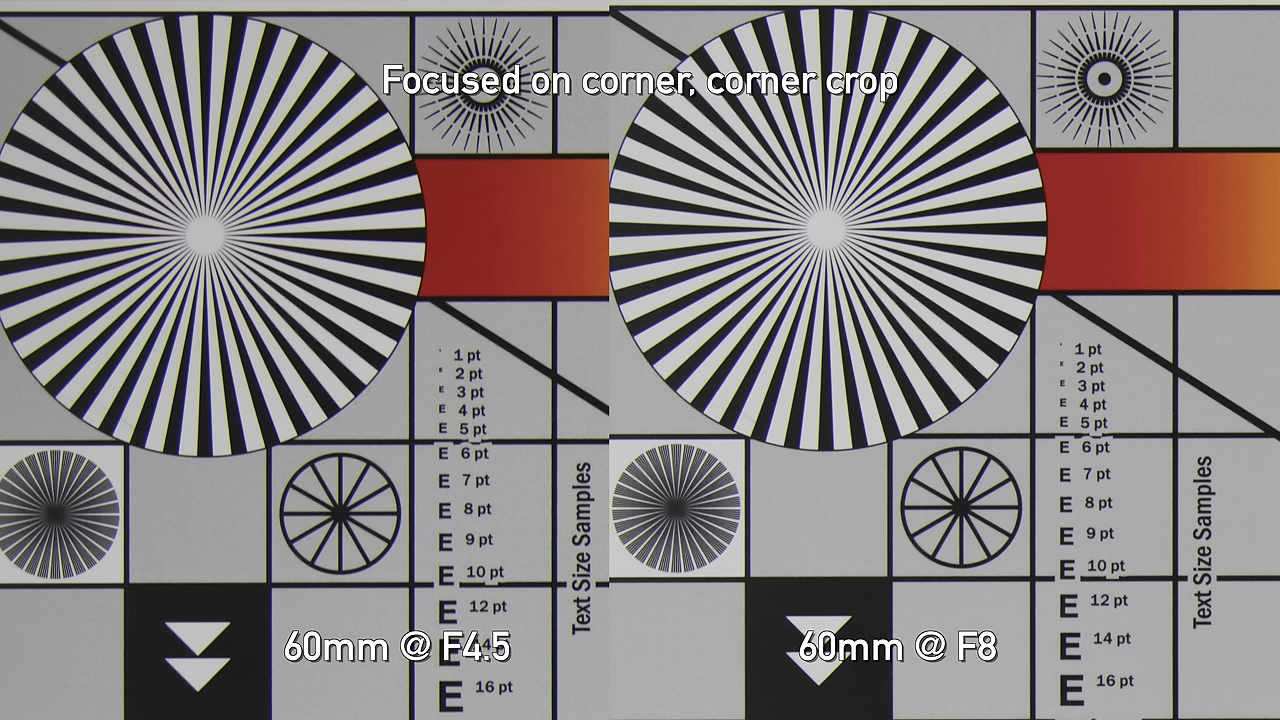 Focused on corner, corner crop
1 pt
E 2 pt
E 3 pt
E 4 pt
E 5 pt
E 6 pt
E 7 pt
E 8 pt
E 9 pt
E 10 pt
E 12 pt
E 14 pt
E 16 pt
Text Size Samples
60mm @ F4.5
1 pt
E 2 pt
E 3 pt
E 4 pt
E 5 pt
E 6 pt
E 7 pt
E 8 pt
E 9 pt
E 10 pt
E 12 pt
E 14 pt
E 16 pt
Text Size Samples
60mm @ F8